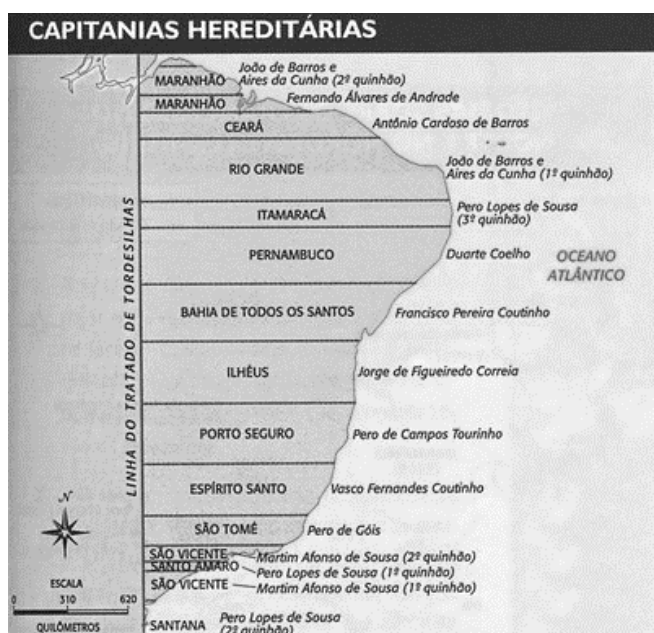 CAPITANIAS HEREDITÁRIAS
João de Barros e
Aires da Cunha (2º quinhão)
MARANHÃO
MARANHÃO
Fernando Álvares de Andrade
CEARÁ
Antônio Cardoso de Barros
RIO GRANDE
João de Barros e
Aires da Cunha (1º quinhão)
ITAMARACÁ
Pero Lopes de Sousa
(3º quinhão)
PERNAMBUCO
Duarte Coelho
OCEANO
ATLÂNTICO
BAHIA DE TODOS OS SANTOS
Francisco Pereira Coutinho
ILHÉUS
Jorge de Figueiredo Correia
PORTO SEGURO
Pero de Campos Tourinho
ESPÍRITO SANTO
Vasco Fernandes Coutinho
SÃO TOMÉ
Pero de Góis
SÃO VICENTE
Martim Afonso de Sousa (2º quinhão)
SANTO AMARO
Pero Lopes de Sousa (1º quinhão)
SÃO VICENTE
Martim Afonso de Sousa (1º quinhão)
SANTANA
Pero Lopes de Sousa
(2º quinhão)
LINHA DO TRATADO DE TORDESILHAS
N
ESCALA
0 310 620
QUILÔMETROS